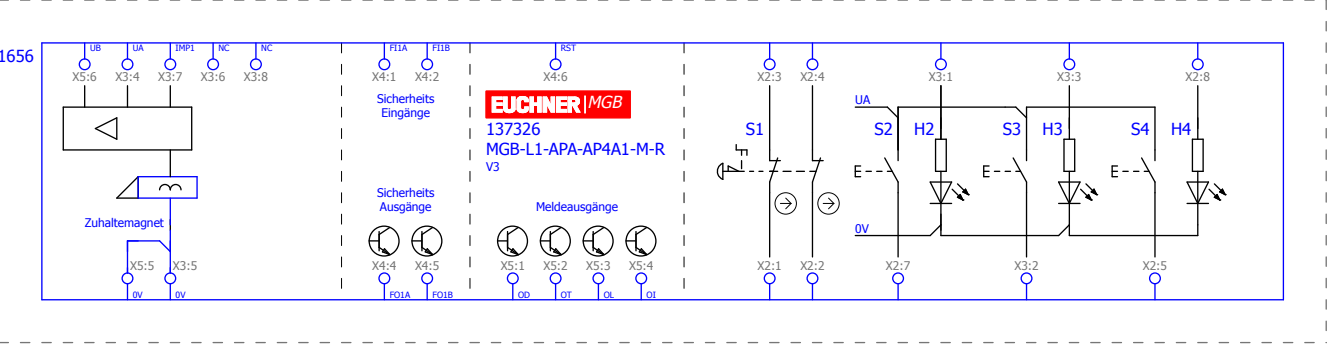 1656
UB UA IMP1 NC NC FI1A FI1B RST
X5:6 X3:4 X3:7 X3:6 X3:8 X4:1 X4:2 X4:6 X2:3 X2:4 X3:1 X3:3 X2:8
Sicherheits
Eingänge
EUCHNER MGB
137326
MGB-L1-APA-AP4A1-M-R
V3
UA
S1 S2 H2 S3 H3 S4 H4
Sicherheits
Ausgänge
Meldeausgänge
Zuhaltemagnet
0V
X5:5 X3:5 X4:4 X4:5 X5:1 X5:2 X5:3 X5:4 X2:1 X2:2 X2:7 X3:2 X2:5
0V 0V FO1A FO1B OD OT OL OI